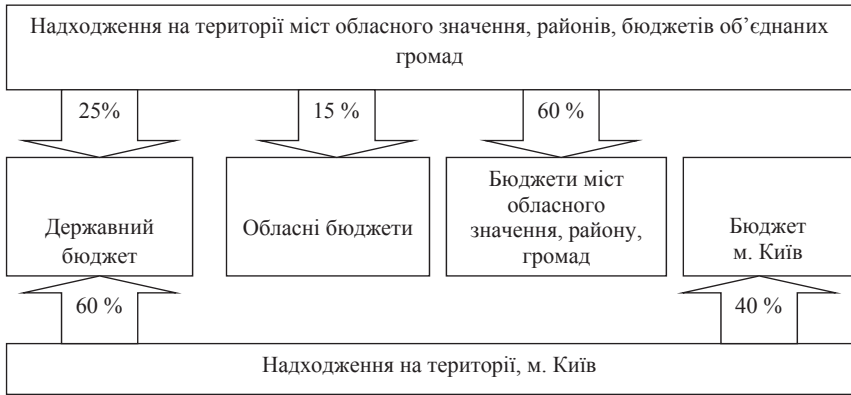 Надходження на території міст обласного значення, районів, бюджетів об’єднаних
громад
25%
15 %
60 %
Державний
бюджет
Обласні бюджети
Бюджети міст
обласного
значення, району,
громад
Бюджет
м. Київ
60 %
40 %
Надходження на території, м. Київ